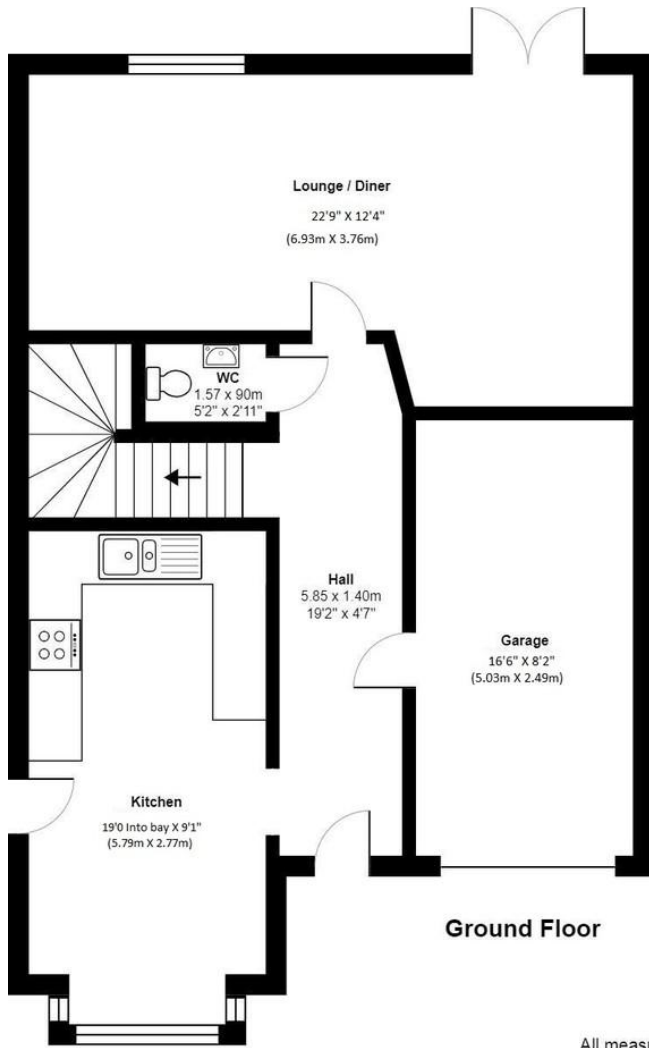 Lounge / Diner
22'9" X 12'4"
(6.93m X 3.76m)
WC
1.57 x 90m
5'2" x 2'11"
Hall
5.85 x 1.40m
19'2" x 4'7"
Garage
16'6" X 8'2"
(5.03m X 2.49m)
Kitchen
19'0 Into bay X 9'1"
(5.79m X 2.77m)
Ground Floor
All